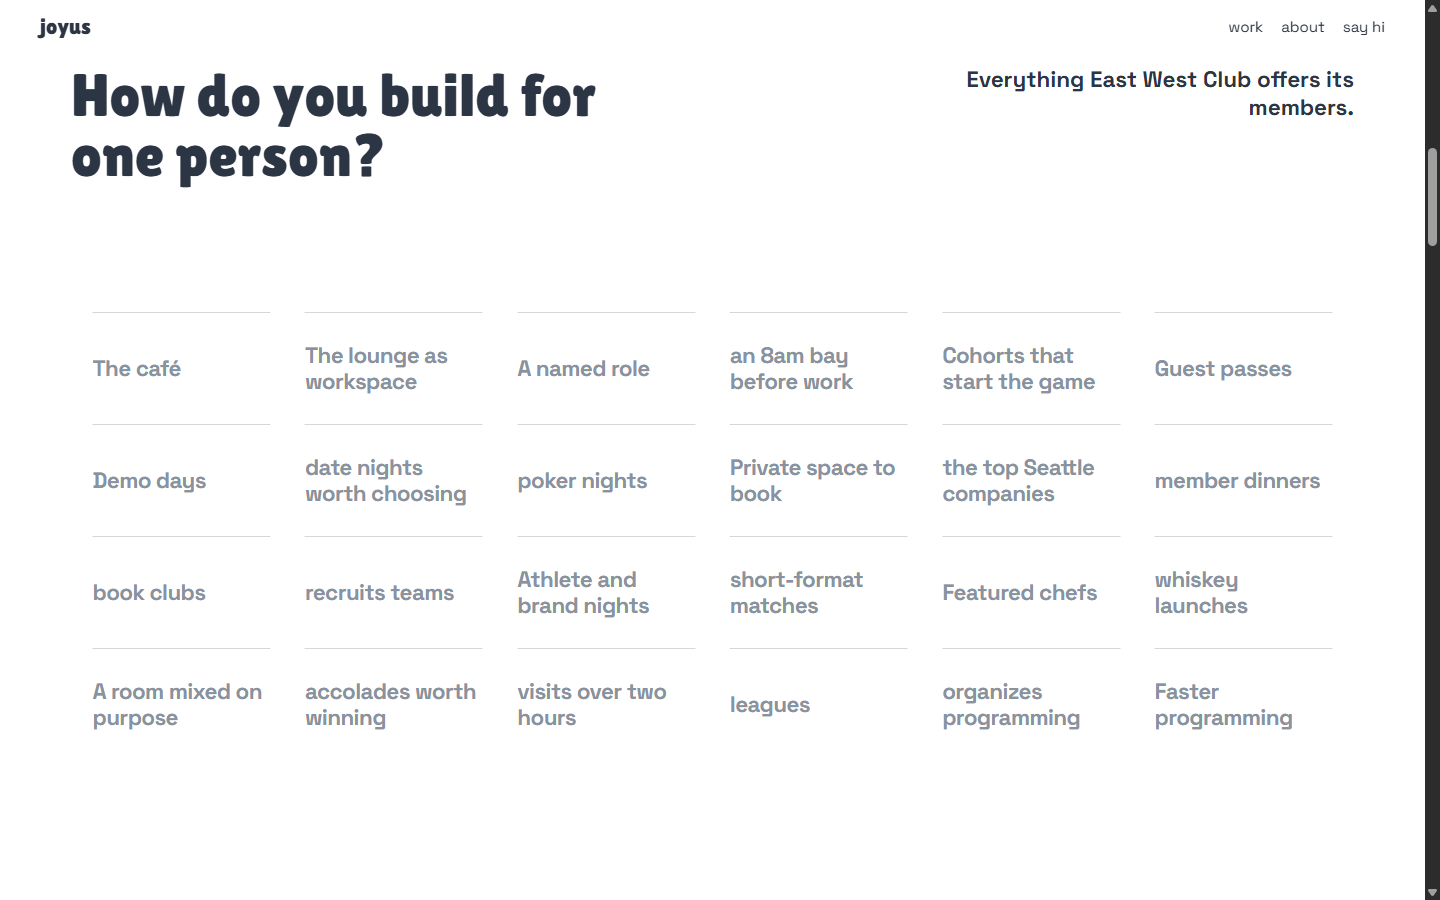 joyus
work about say hi
How do you build for
one person?
Everything East West Club offers its
members.
The café
The lounge as
workspace
A named role
an 8am bay
before work
Cohorts that
start the game
Guest passes
Demo days
date nights
worth choosing
poker nights
Private space to
book
the top Seattle
companies
member dinners
book clubs
recruits teams
Athlete and
brand nights
short-format
matches
Featured chefs
whiskey
launches
A room mixed on
purpose
accolades worth
winning
visits over two
hours
leagues
organizes
programming
Faster
programming